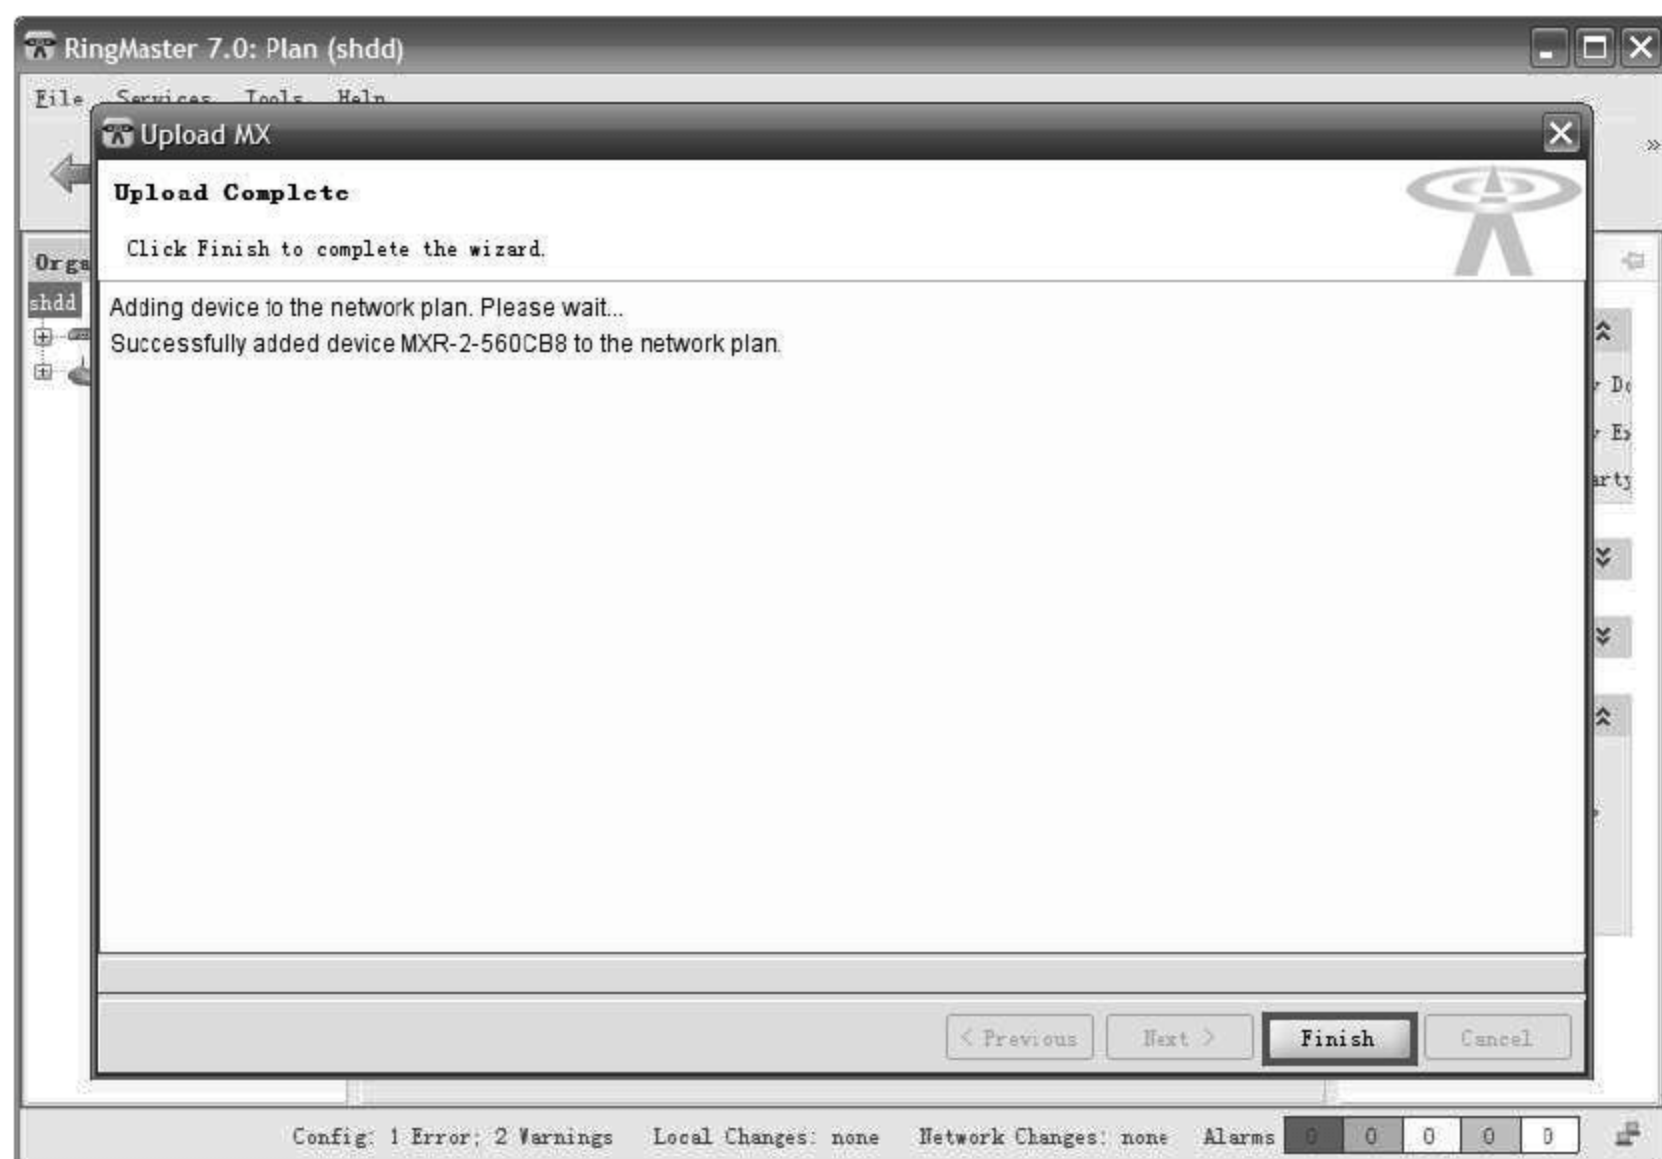 RingMaster 7.0: Plan (shdd)
File Services Tools Help
Upload MX
»
Upload Complete
Click Finish to complete the wizard.
shdd
Adding device to the network plan. Please wait...
Successfully added device MXR-2-560CB8 to the network plan.
< Previous Next > Finish Cancel
Config: 1 Error; 2 Warnings Local Changes: none Network Changes: none Alarms 0 0 0 0 0